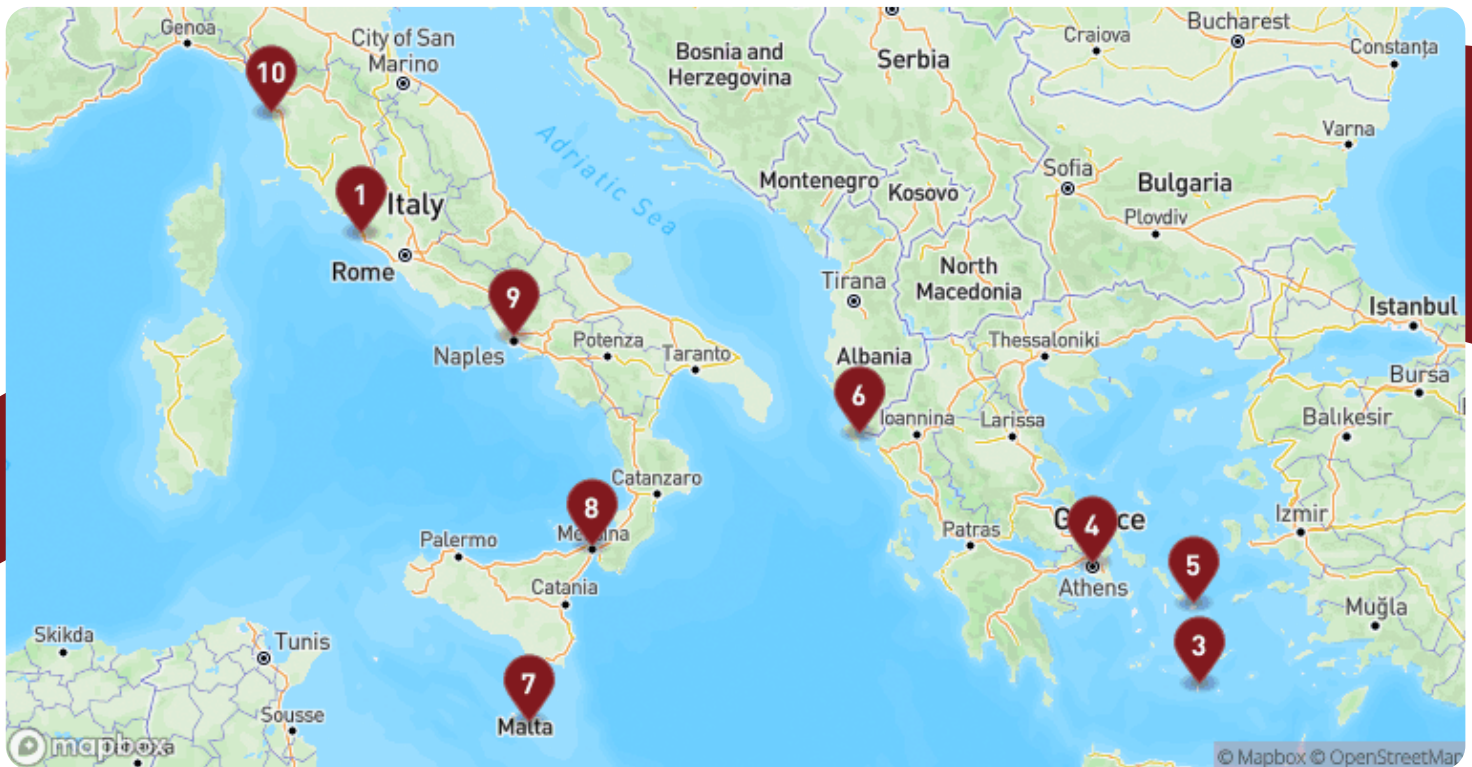 Genoa
City of San
Marino
Bosnia and
Herzegovina
Serbia
Craiova
Bucharest
Constanța
10
Adriatic Sea
Varna
Montenegro
Kosovo
Sofia
Bulgaria
1
Italy
Plovdiv
Rome
Tirana
North
Macedonia
9
Istanbul
Naples
Potenza
Taranto
Albania
Thessaloniki
Bursa
6
Ioannina
Larissa
Balıkesir
Catanzaro
8
Palermo
Patras
4
Izmir
Catania
Athens
5
Muğla
Skikda
Tunis
3
7
Malta
Sousse
mapbox
© Mapbox © OpenStreetMap